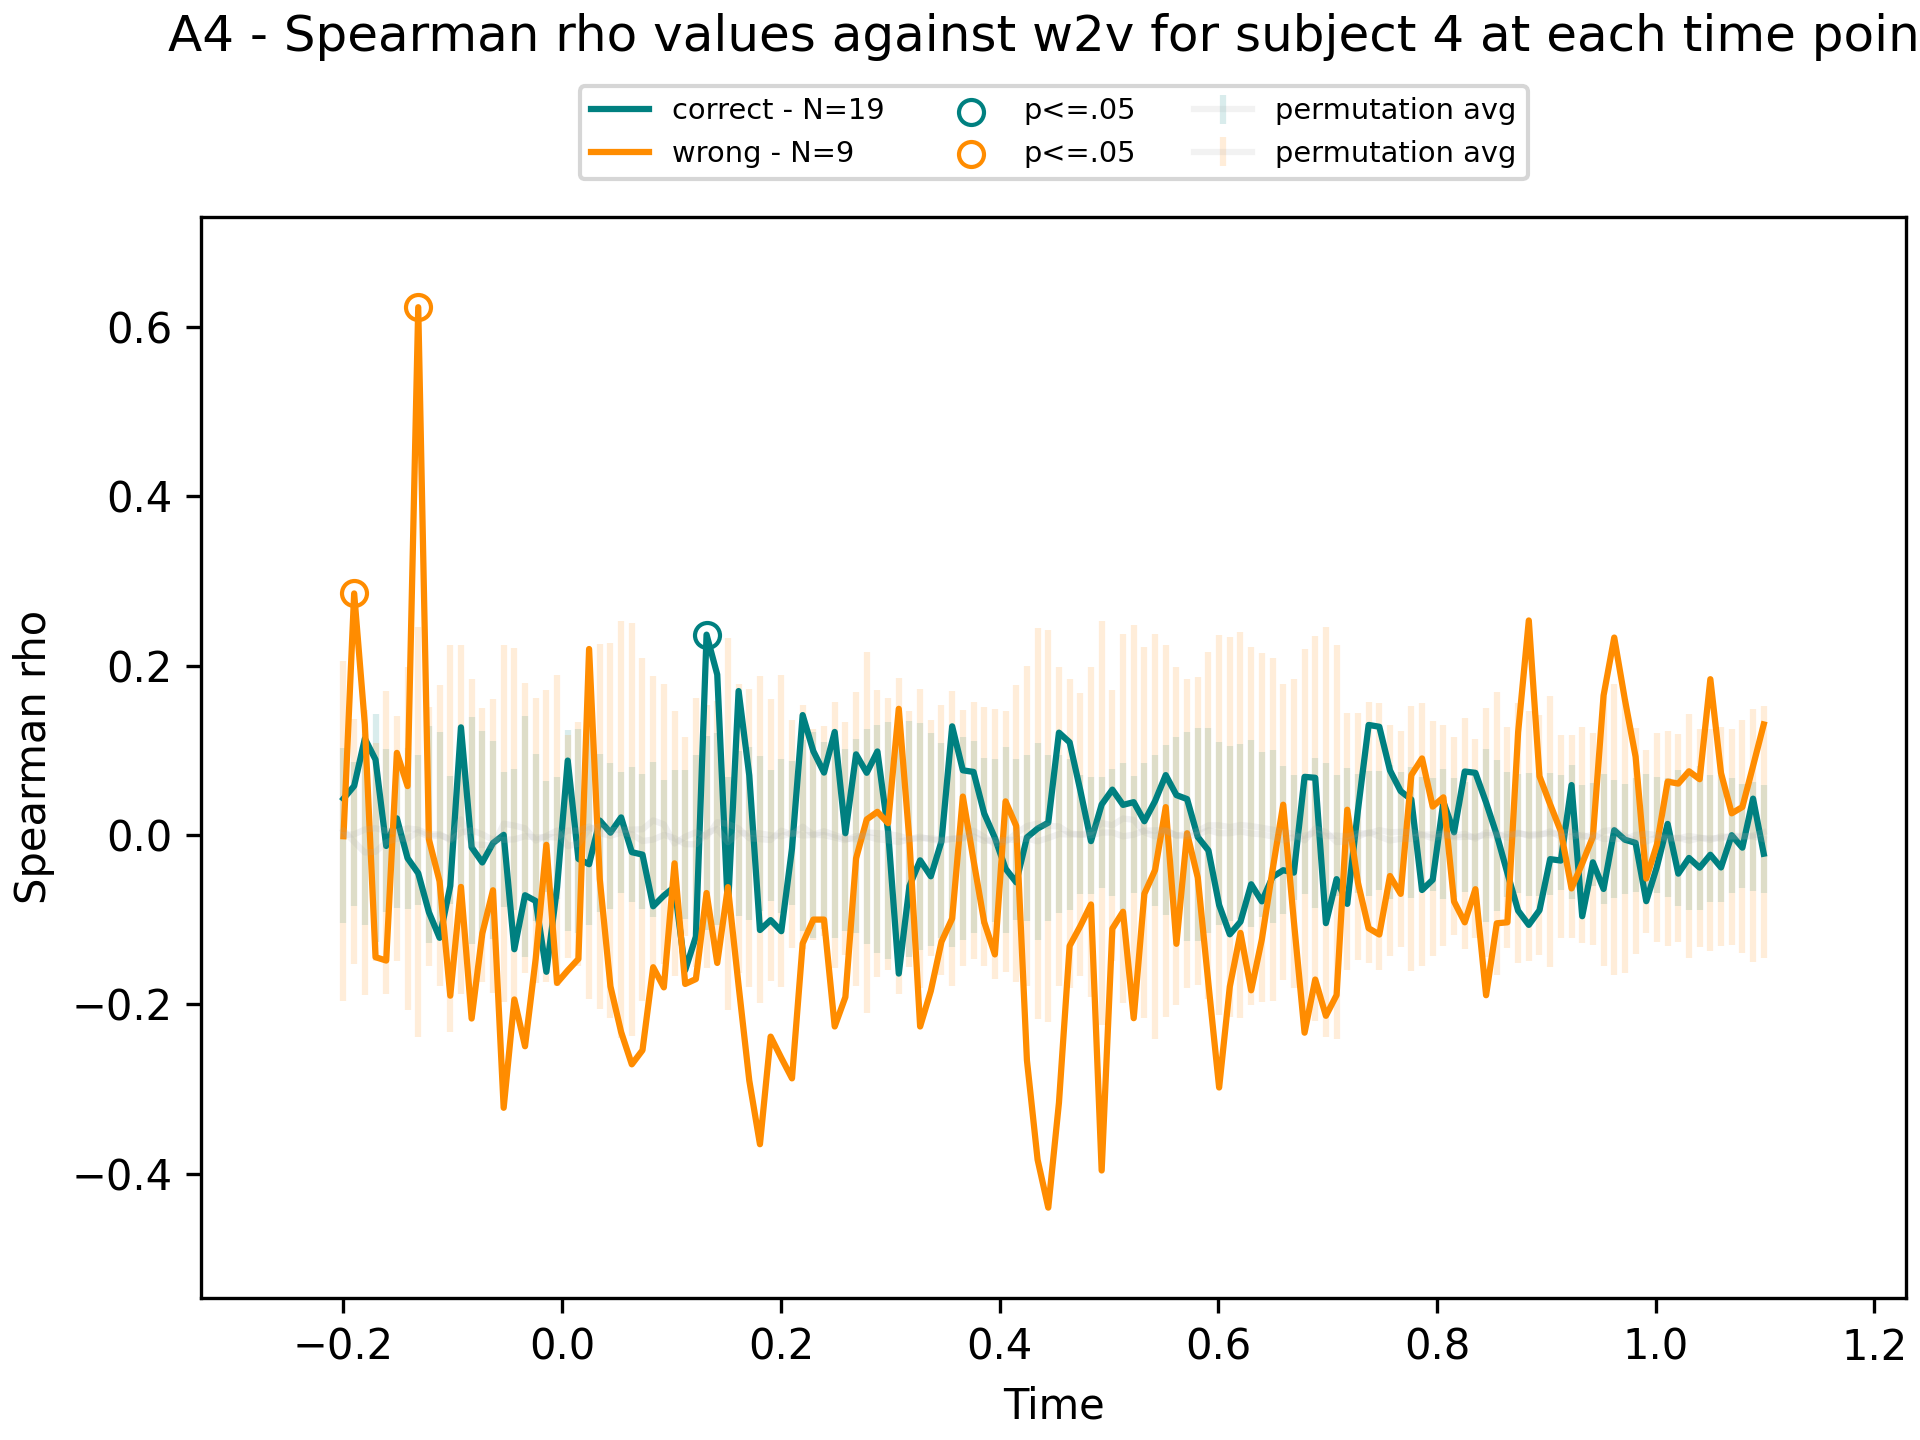 A4 - Spearman rho values against w2v for subject 4 at each time poin
correct - N=19 p<=.05 permutation avg
wrong - N=9 p<=.05 permutation avg
Spearman rho
0.6
0.4
0.2
0.0
−0.2
−0.4
−0.2 0.0 0.2 0.4 0.6 0.8 1.0 1.2
Time